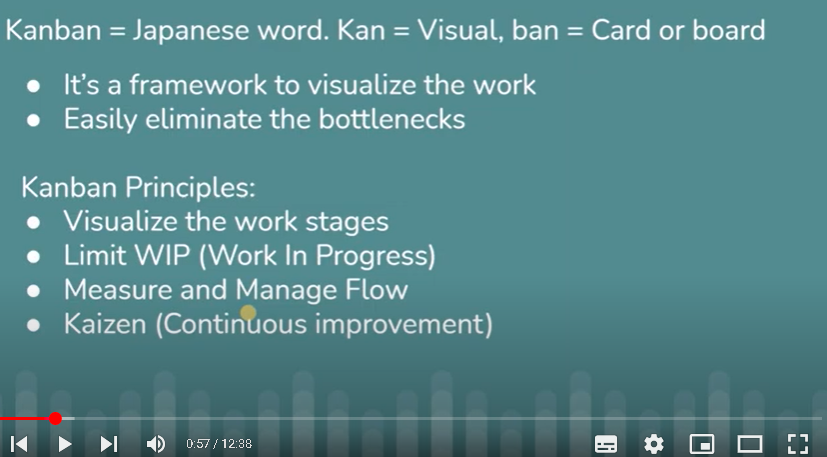 Kanban = Japanese word. Kan = Visual, ban = Card or board
● It's a framework to visualize the work
● Easily eliminate the bottlenecks
Kanban Principles:
● Visualize the work stages
● Limit WIP (Work In Progress)
● Measure and Manage Flow
● Kaizen (Continuous improvement)
0:57 / 12:38